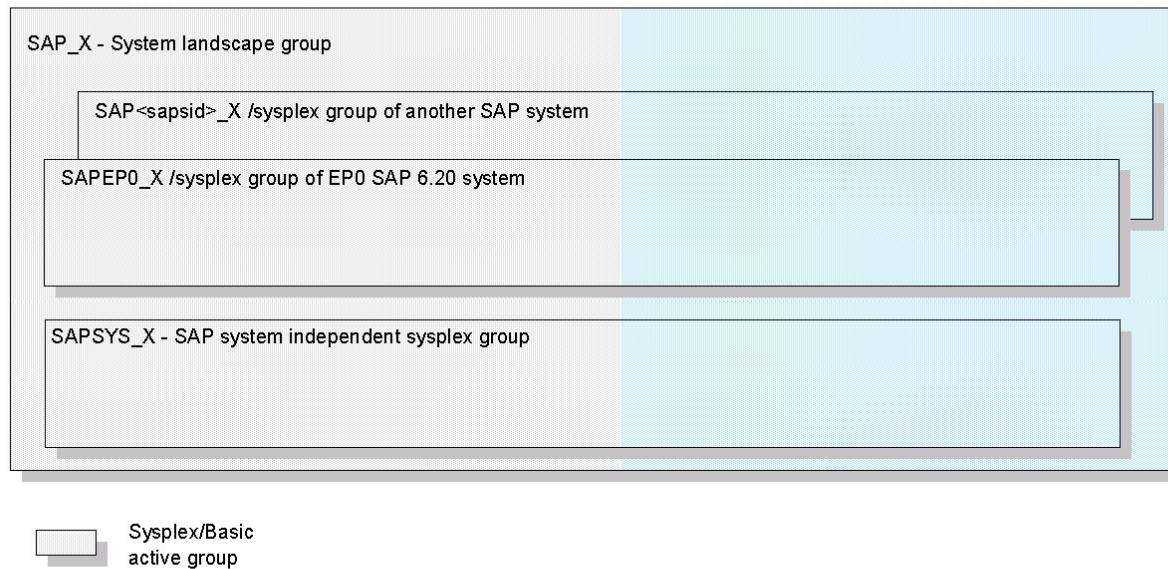 SAP_X - System landscape group
SAP<sapsid>_X /sysplex group of another SAP system
SAPEP0_X /sysplex group of EP0 SAP 6.20 system
SAPSYS_X - SAP system independent sysplex group
Sysplex/Basic
active group